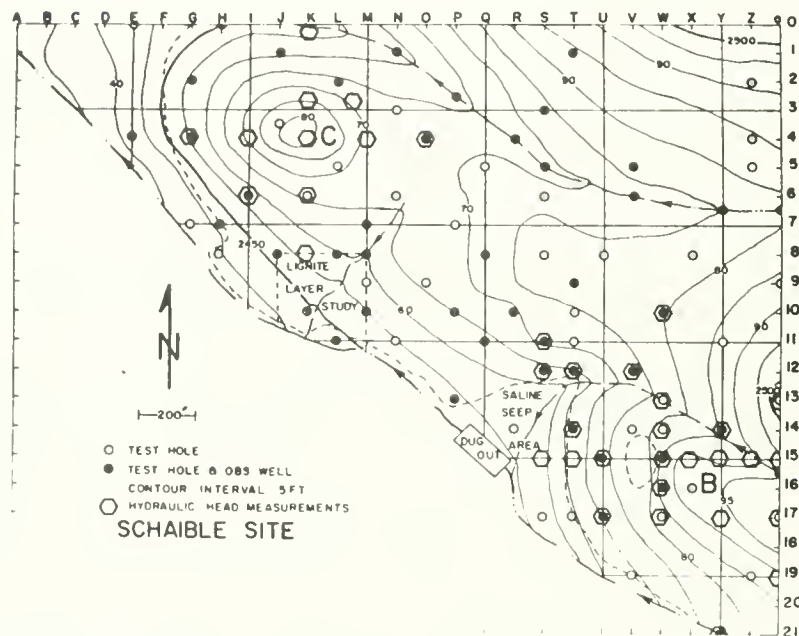 A B C D E F G H I J K L M N O P Q R S T U V W X Y Z
0
1
2
3
4
5
6
7
8
9
10
11
12
13
14
15
16
17
18
19
20
21
2900
90
90
40
80
C
70
70
2450
LIGNITE
LAYER
STUDY
60
80
90
2900
N
200'
SALINE
SEEP
AREA
DUG
OUT
B
95
80
○ TEST HOLE
● TEST HOLE & OBS WELL
CONTOUR INTERVAL 5 FT
HYDRAULIC HEAD MEASUREMENTS
SCHAIBLE SITE